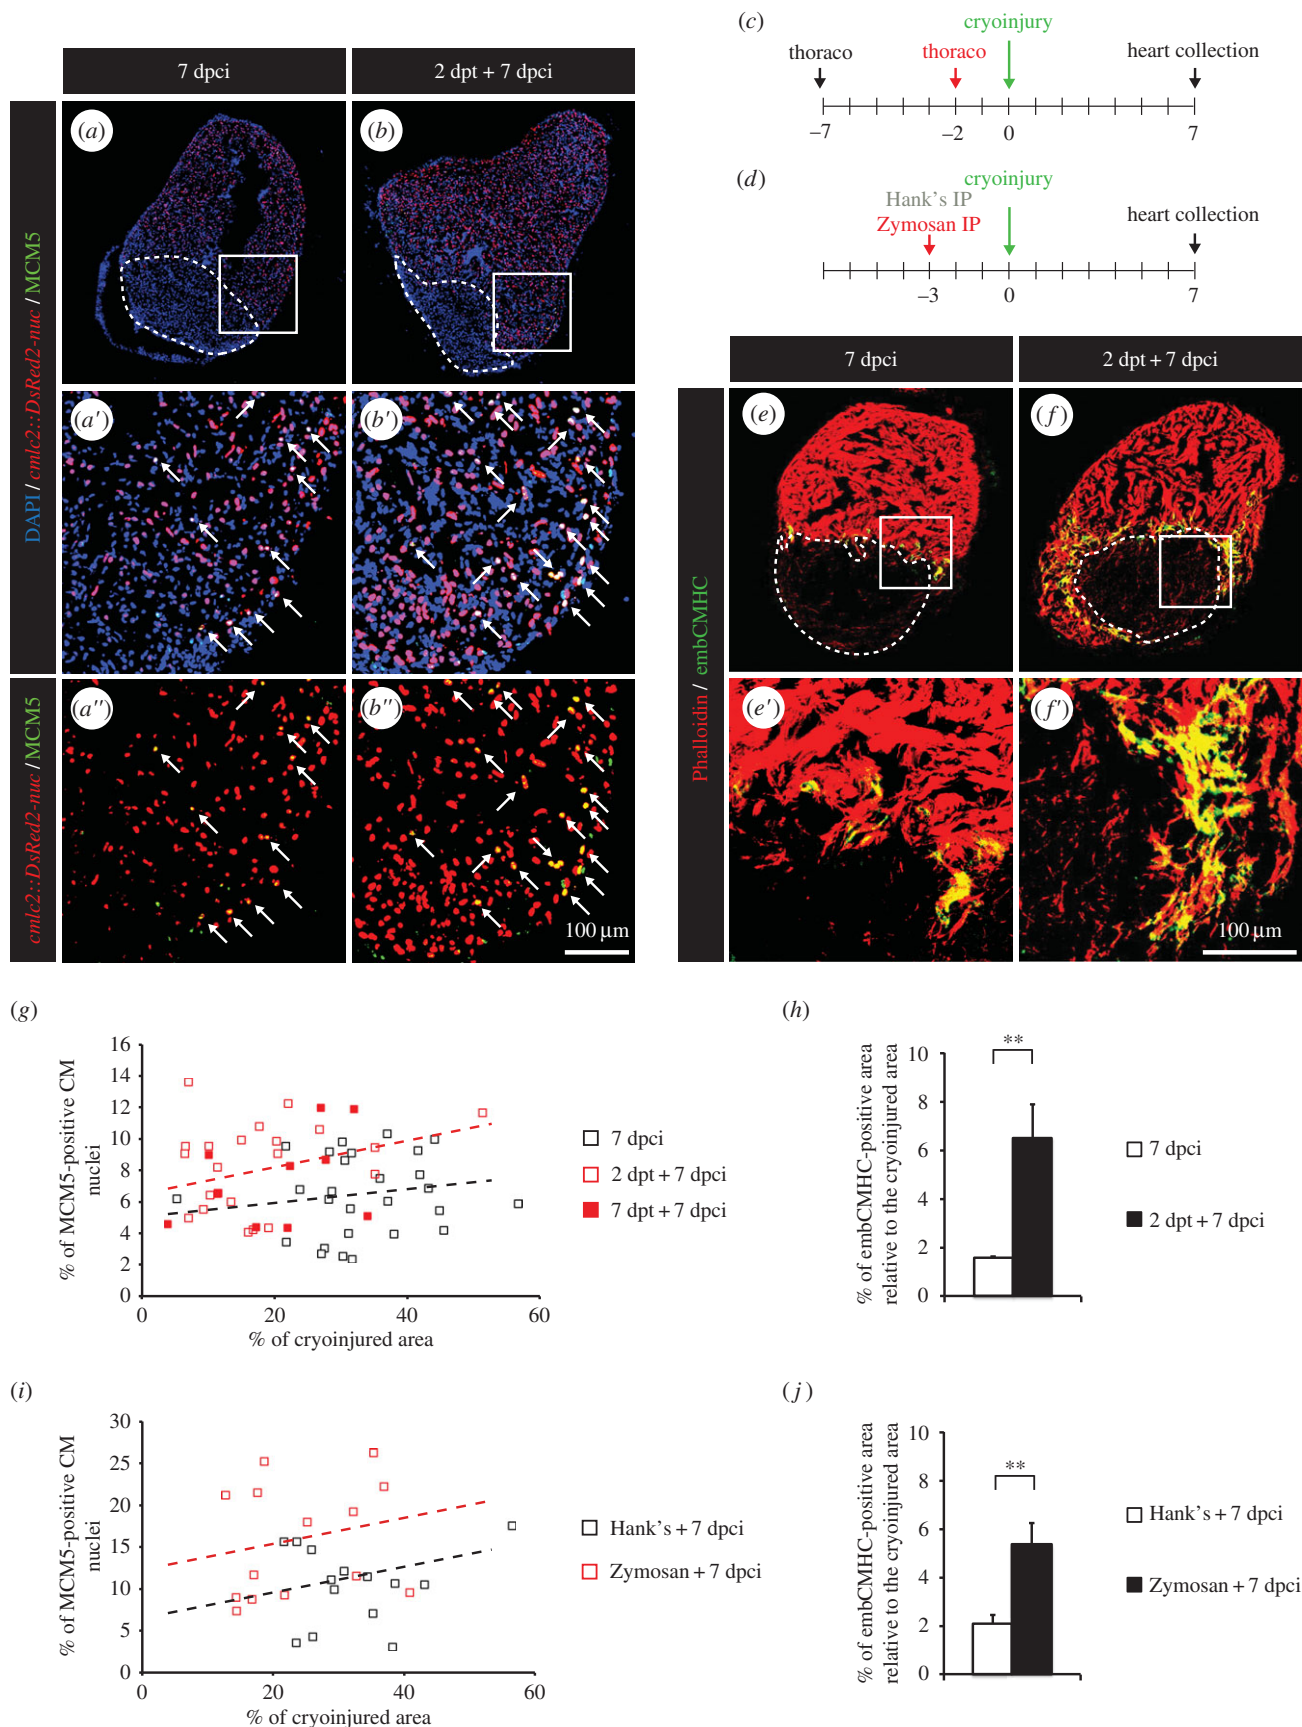 7 dpci
2 dpt + 7 dpci
DAPI / cmlc2::DsRed2-nuc / MCM5
(a)
(b)
(a′)
(b′)
cmlc2::DsRed2-nuc / MCM5
(a″)
(b″)
100 μm
(c)
cryoinjury
thoraco
thoraco
heart collection
–7
–2
0
7
(d)
cryoinjury
Hank's IP
Zymosan IP
heart collection
–3
0
7
7 dpci
2 dpt + 7 dpci
Phalloidin / embCMHC
(e)
(f)
(e′)
(f′)
100 μm
(g)
% of MCM5-positive CM
nuclei
16
14
12
10
8
6
4
2
0
0
20
40
60
% of cryoinjured area
7 dpci
2 dpt + 7 dpci
7 dpt + 7 dpci
(h)
% of embCMHC-positive area
relative to the cryoinjured area
10
8
6
4
2
0
**
7 dpci
2 dpt + 7 dpci
(i)
% of MCM5-positive CM
nuclei
30
25
20
15
10
5
0
0
20
40
60
% of cryoinjured area
Hank's + 7 dpci
Zymosan + 7 dpci
(j)
% of embCMHC-positive area
relative to the cryoinjured area
10
8
6
4
2
0
**
Hank's + 7 dpci
Zymosan + 7 dpci